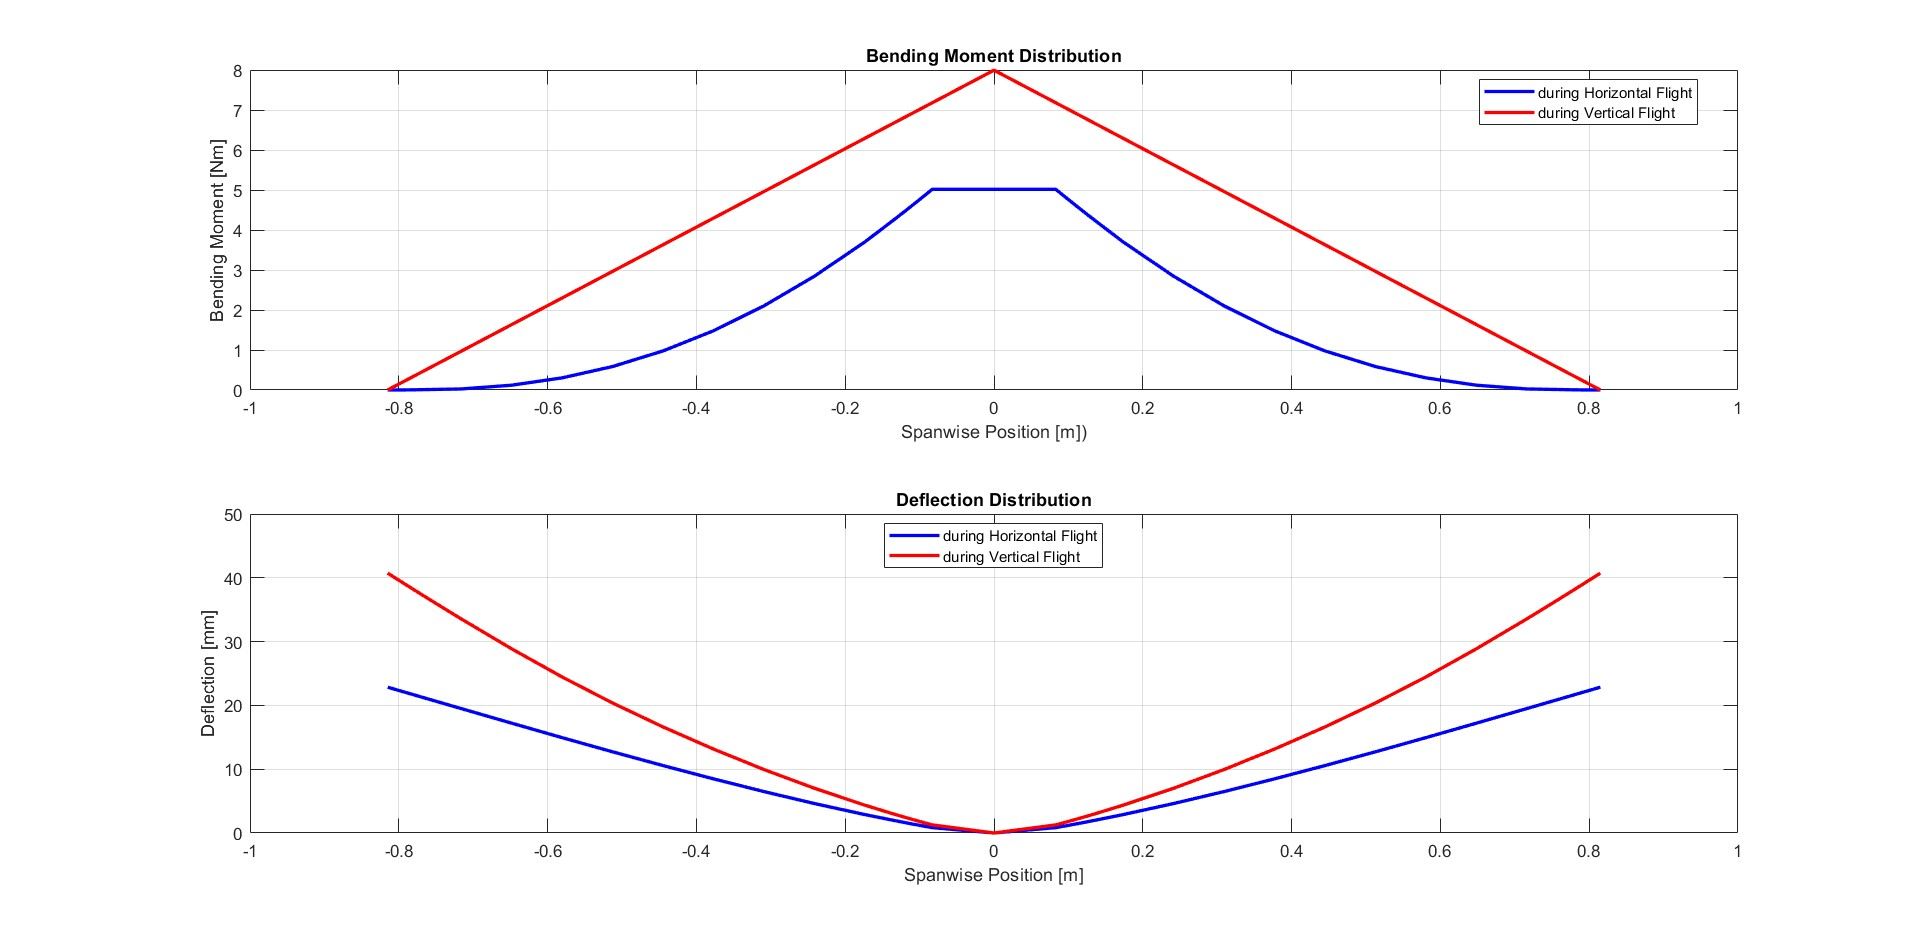 Bending Moment Distribution
8
7
6
5
4
3
2
1
0
Bending Moment [Nm]
during Horizontal Flight
during Vertical Flight
-1 -0.8 -0.6 -0.4 -0.2 0 0.2 0.4 0.6 0.8 1
Spanwise Position [m])
Deflection Distribution
50
40
30
20
10
0
Deflection [mm]
during Horizontal Flight
during Vertical Flight
-1 -0.8 -0.6 -0.4 -0.2 0 0.2 0.4 0.6 0.8 1
Spanwise Position [m]